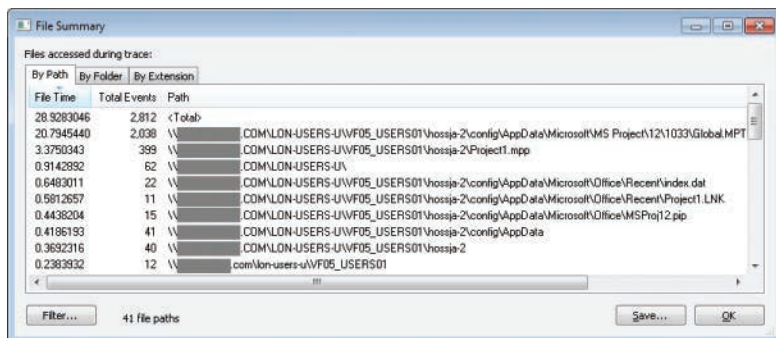 File Summary
Files accessed during trace:
By Path By Folder By Extension
File Time Total Events Path
28.9283046 2,812 <Total>
20.7945440 2,038 \\ .COM\LON-USERS-U\VF05_USERS01\hossja-2\config\AppData\Microsoft\MS Project\12\1033\Global.MPT
3.3750343 399 \\ .COM\LON-USERS-U\VF05_USERS01\hossja-2\Project1.mpp
0.9142892 62 \\ .COM\LON-USERS-U\
0.6483011 22 \\ .COM\LON-USERS-U\VF05_USERS01\hossja-2\config\AppData\Microsoft\Office\Recent\index.dat
0.5812657 11 \\ .COM\LON-USERS-U\VF05_USERS01\hossja-2\config\AppData\Microsoft\Office\Recent\Project1.LNK
0.4438204 15 \\ .COM\LON-USERS-U\VF05_USERS01\hossja-2\config\AppData\Microsoft\Office\MSProj12.pip
0.4186193 41 \\ .COM\LON-USERS-U\VF05_USERS01\hossja-2\config\AppData
0.3692316 40 \\ .COM\LON-USERS-U\VF05_USERS01\hossja-2
0.2383932 12 \\ .com\lon-users-u\VF05_USERS01
Filter... 41 file paths Save... OK